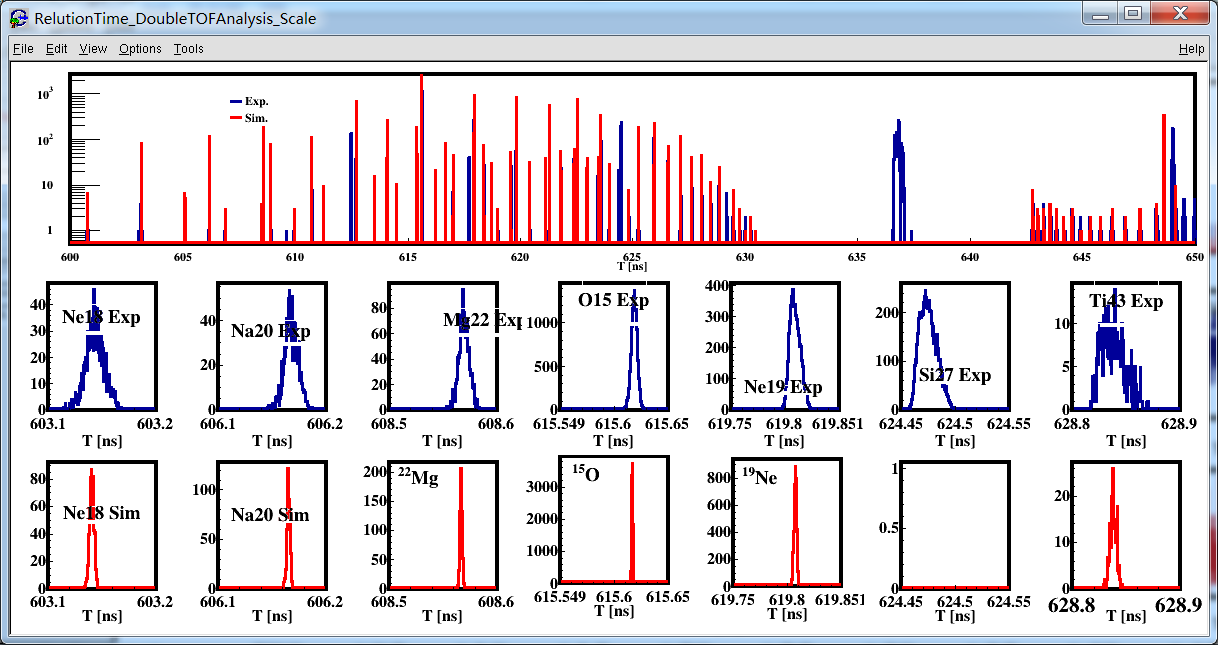 RelutionTime_DoubleTOFAnalysis_Scale
File Edit View Options Tools Help
10³
10²
10
1
Exp.
Sim.
600 605 610 615 620 625 630 635 640 645 650
T [ns]
40
30
20
10
0
Ne18 Exp
603.1 603.2
T [ns]
40
20
0
Na20 Exp
606.1 606.2
T [ns]
80
60
40
20
0
Mg22 Exp
608.5 608.6
T [ns]
1000
500
0
O15 Exp
615.549 615.6 615.65
T [ns]
400
300
200
100
0
Ne19 Exp
619.75 619.8 619.851
T [ns]
200
100
0
Si27 Exp
624.45 624.5 624.55
T [ns]
10
5
0
Ti43 Exp
628.8 628.9
T [ns]
80
60
40
20
0
Ne18 Sim
603.1 603.2
T [ns]
100
50
0
Na20 Sim
606.1 606.2
T [ns]
200
150
100
50
0
²²Mg
608.5 608.6
T [ns]
3000
2000
1000
0
¹⁵O
615.549 615.6 615.65
T [ns]
800
600
400
200
0
¹⁹Ne
619.75 619.8 619.851
T [ns]
1
0.5
0
624.45 624.5 624.55
T [ns]
20
10
0
628.8 628.9
T [ns]